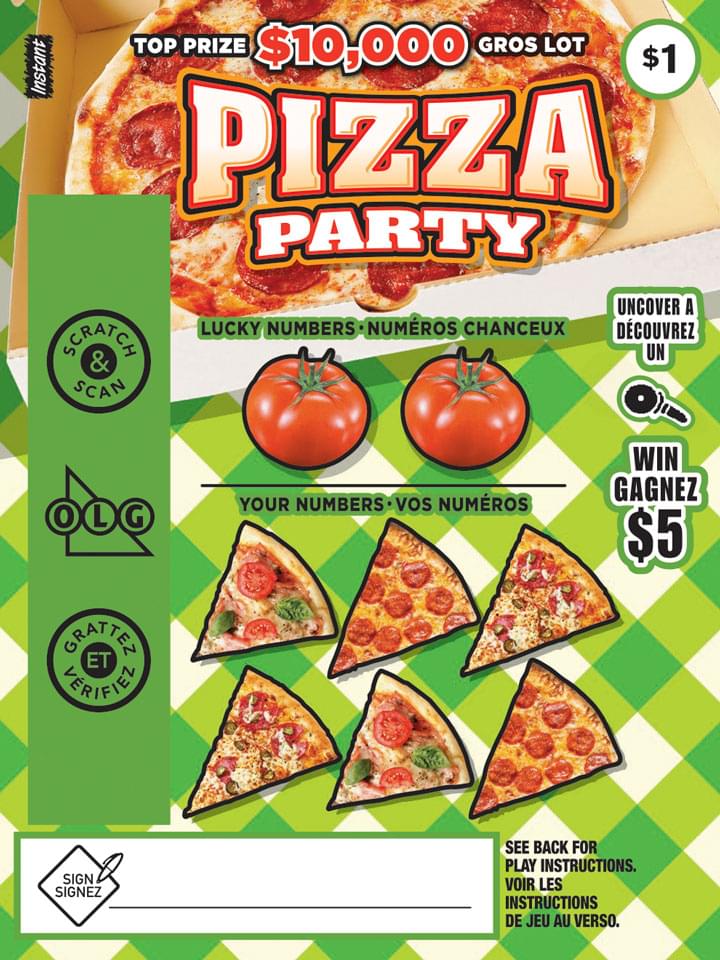 Instant
TOP PRIZE $10,000 GROS LOT
$1
PIZZA
PARTY
LUCKY NUMBERS • NUMÉROS CHANCEUX
UNCOVER A
DÉCOUVREZ
UN
WIN
GAGNEZ
$5
SCRATCH
&
SCAN
OLG
GRATTEZ
ET
VÉRIFIEZ
YOUR NUMBERS • VOS NUMÉROS
SIGN
SIGNEZ
SEE BACK FOR
PLAY INSTRUCTIONS.
VOIR LES
INSTRUCTIONS
DE JEU AU VERSO.